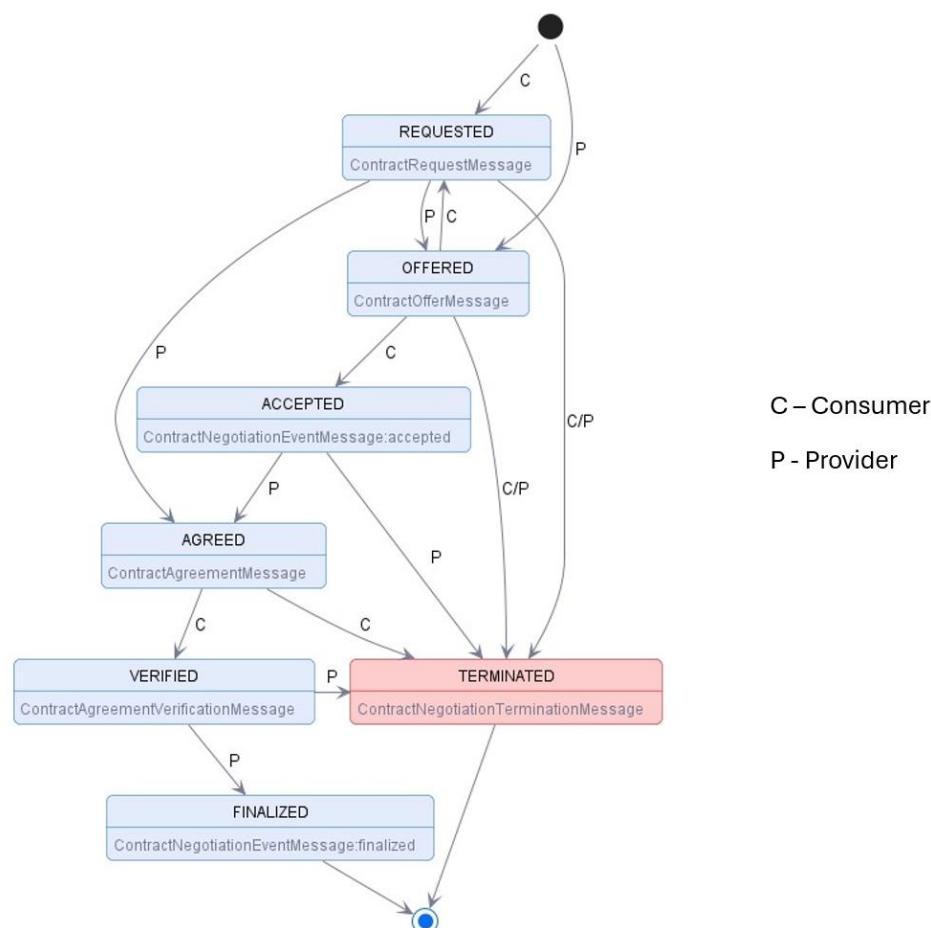 C
REQUESTED
P
ContractRequestMessage
P
C
OFFERED
ContractOfferMessage
P
C
ACCEPTED
C – Consumer
C/P
ContractNegotiationEventMessage:accepted
P - Provider
P
C/P
AGREED
P
ContractAgreementMessage
C
C
VERIFIED
P
TERMINATED
ContractAgreementVerificationMessage
ContractNegotiationTerminationMessage
P
FINALIZED
ContractNegotiationEventMessage:finalized